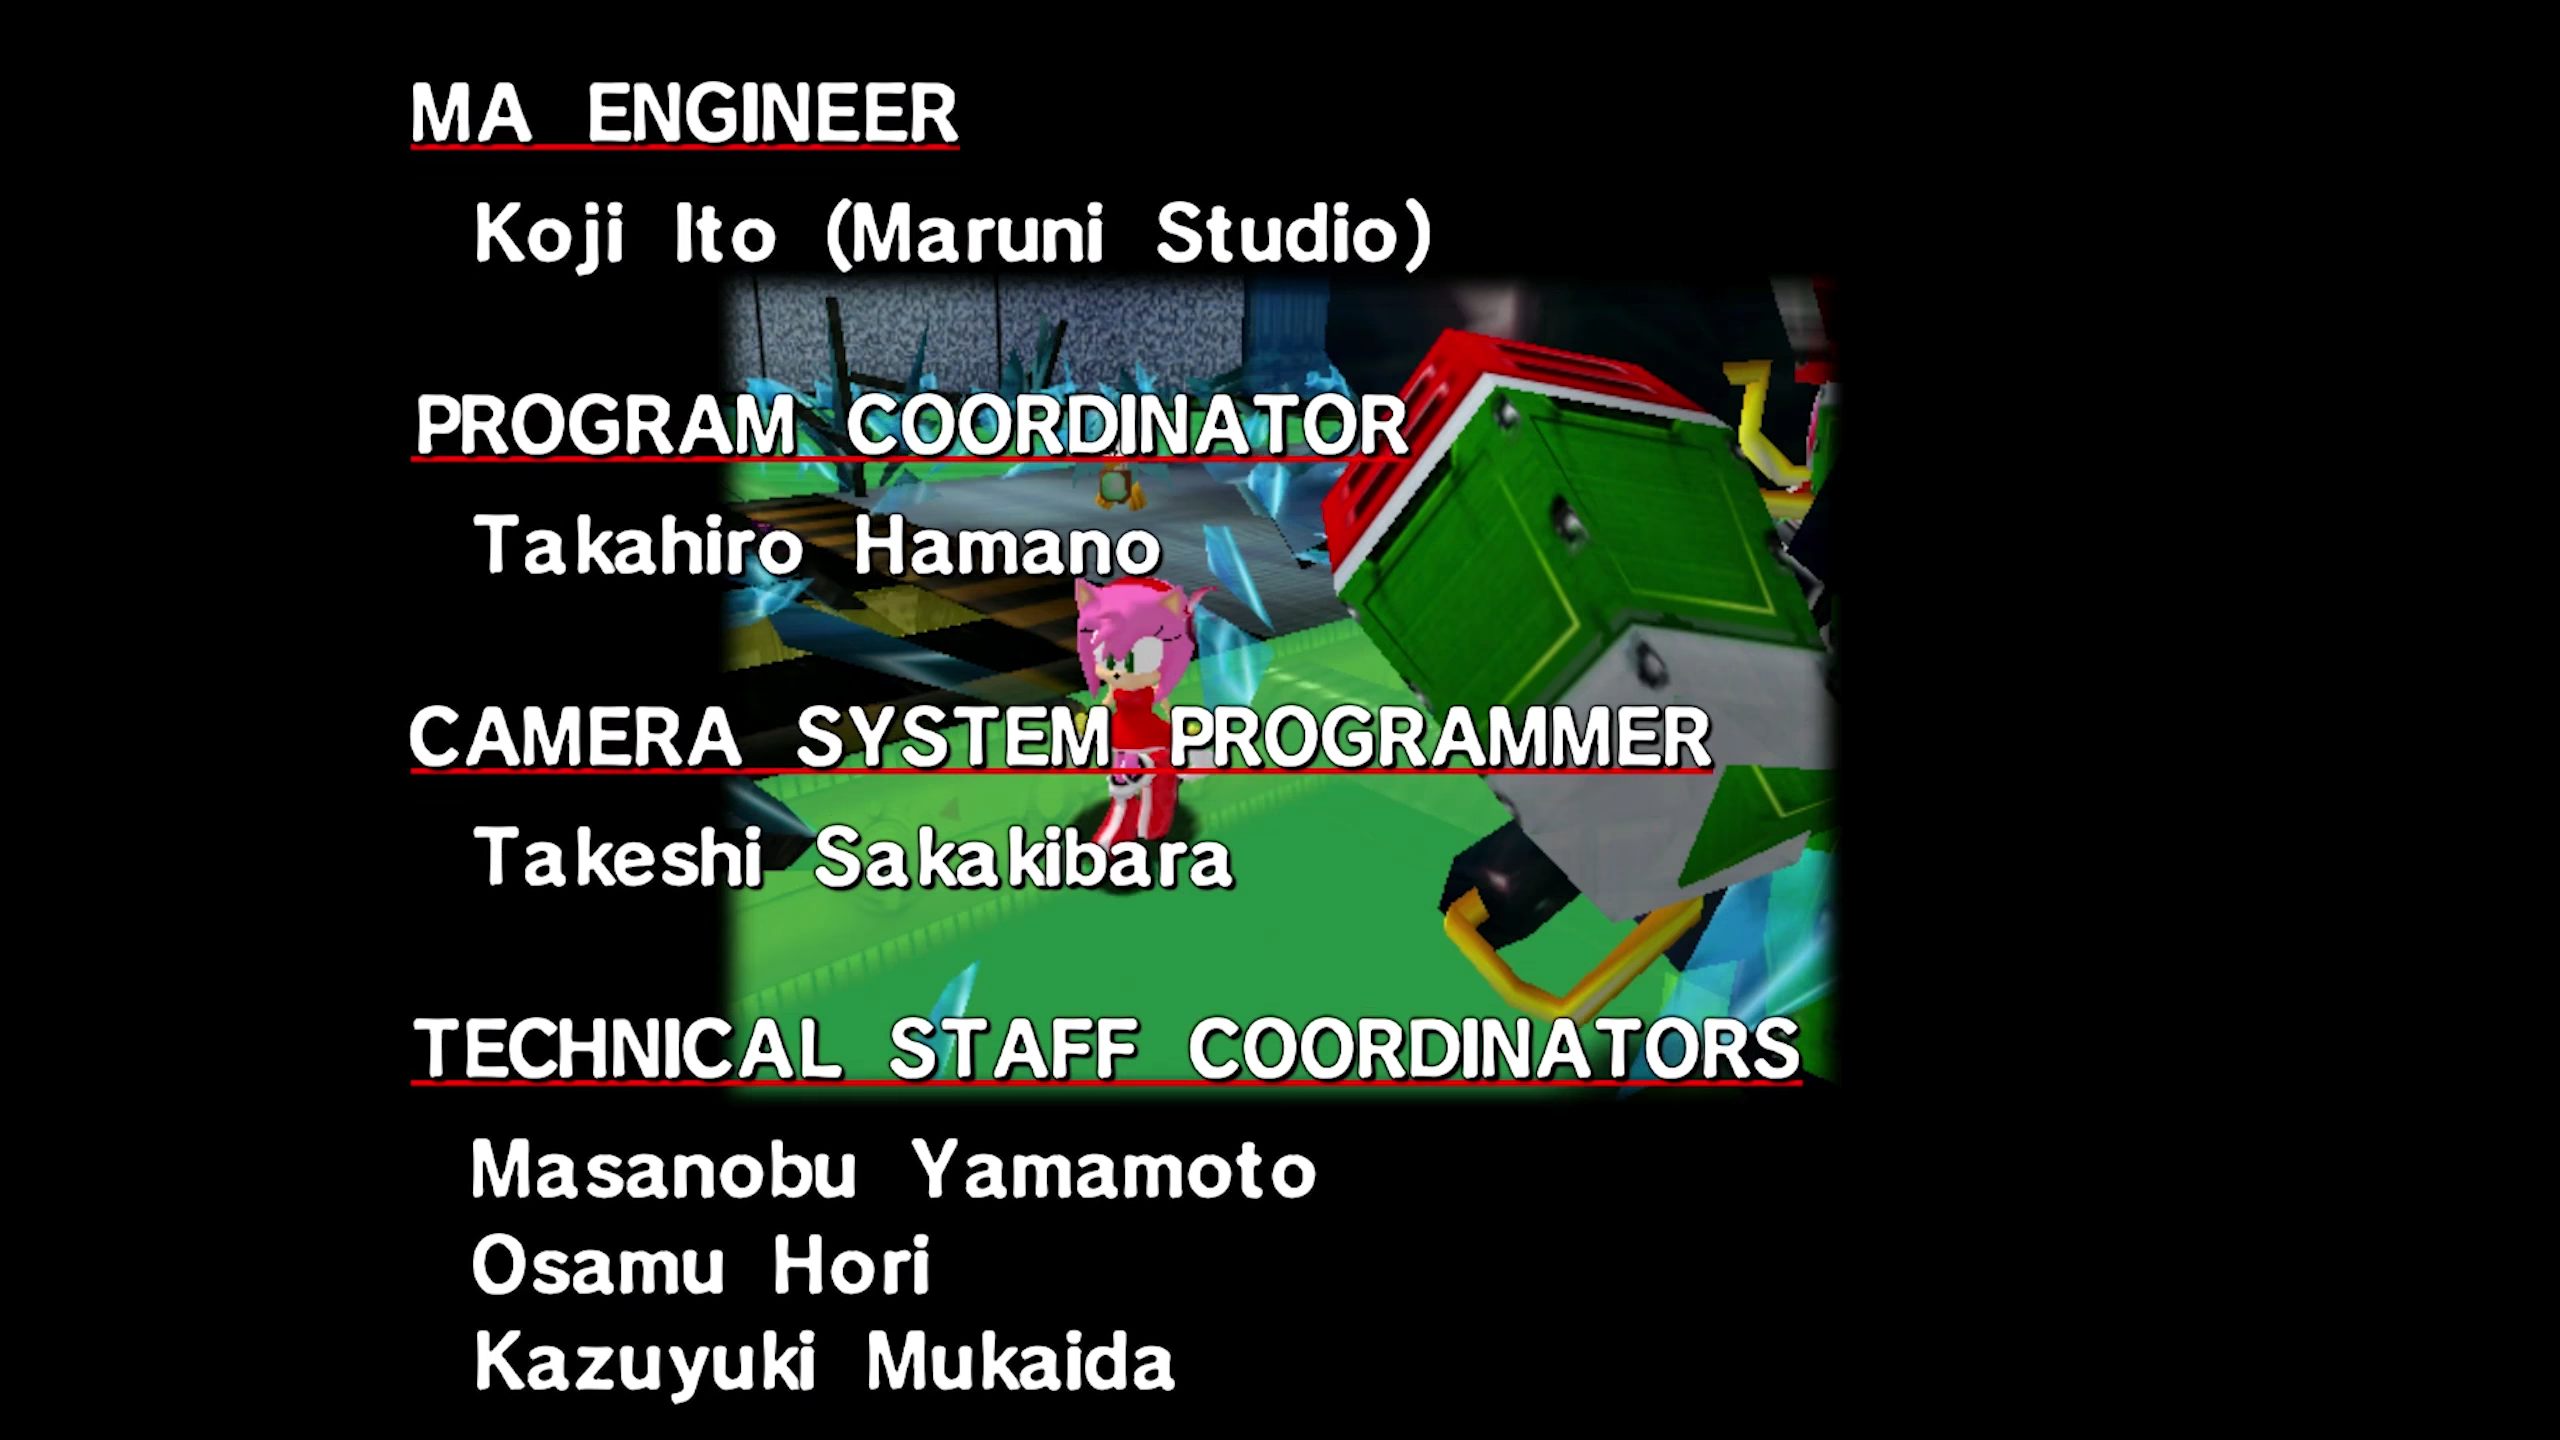 MA ENGINEER
Koji Ito (Maruni Studio)
PROGRAM COORDINATOR
Takahiro Hamano
CAMERA SYSTEM PROGRAMMER
Takeshi Sakakibara
TECHNICAL STAFF COORDINATORS
Masanobu Yamamoto
Osamu Hori
Kazuyuki Mukaida